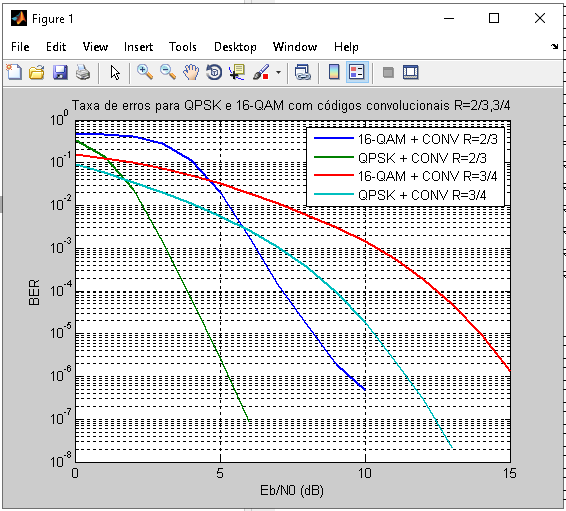 Figure 1
File Edit View Insert Tools Desktop Window Help
Taxa de erros para QPSK e 16-QAM com códigos convolucionais R=2/3,3/4
16-QAM + CONV R=2/3
QPSK + CONV R=2/3
16-QAM + CONV R=3/4
QPSK + CONV R=3/4
10^0
10^-1
10^-2
10^-3
10^-4
10^-5
10^-6
10^-7
10^-8
BER
0 5 10 15
Eb/N0 (dB)